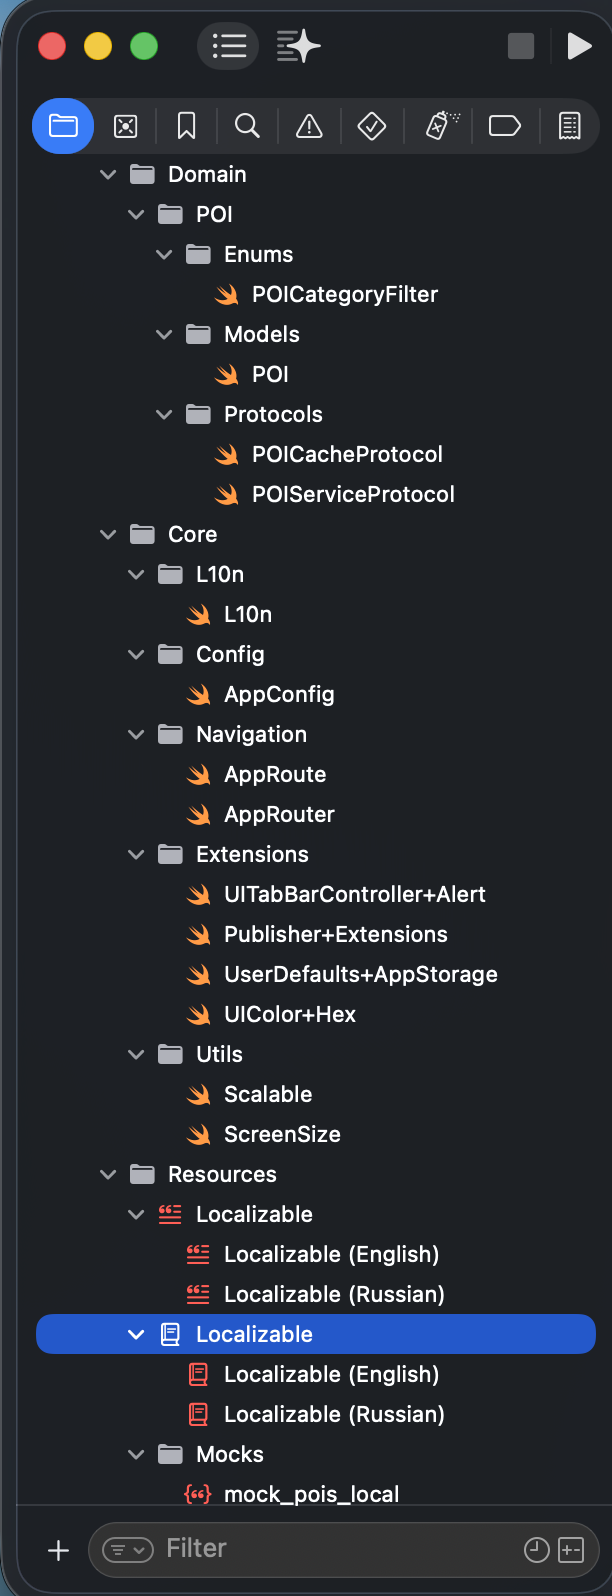 Domain
POI
Enums
POICategoryFilter
Models
POI
Protocols
POICacheProtocol
POIServiceProtocol
Core
L10n
L10n
Config
AppConfig
Navigation
AppRoute
AppRouter
Extensions
UITabBarController+Alert
Publisher+Extensions
UserDefaults+AppStorage
UIColor+Hex
Utils
Scalable
ScreenSize
Resources
Localizable
Localizable (English)
Localizable (Russian)
Localizable
Localizable (English)
Localizable (Russian)
Mocks
mock_pois_local
Filter